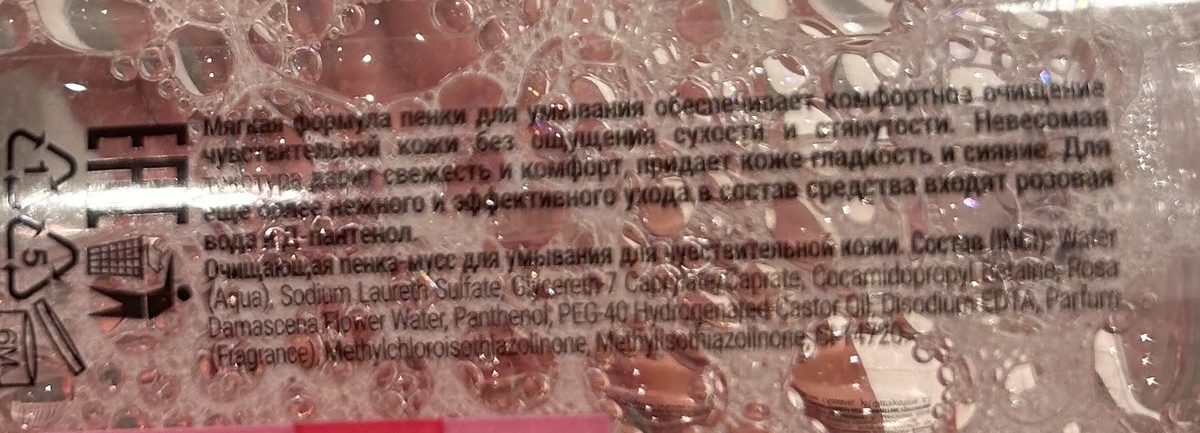 Мягкая формула пенки для умывания обеспечивает комфортное очищение
чувствительной кожи без ощущения сухости и стянутости. Невесомая
текстура дарит свежесть и комфорт, придает коже гладкость и сияние. Для
еще более нежного и эффективного ухода в состав средства входят розовая
вода и Д-пантенол.
Очищающая пенка-мусс для умывания для чувствительной кожи. Состав (INCI): Water
(Aqua), Sodium Laureth Sulfate, Glycereth-7 Caprylate/Caprate, Cocamidopropyl Betaine, Rosa
Damascena Flower Water, Panthenol, PEG-40 Hydrogenated Castor Oil, Disodium EDTA, Parfum
(Fragrance), Methylchloroisothiazolinone, Methylisothiazolinone, CI 14720.
EAC
1
5
6M